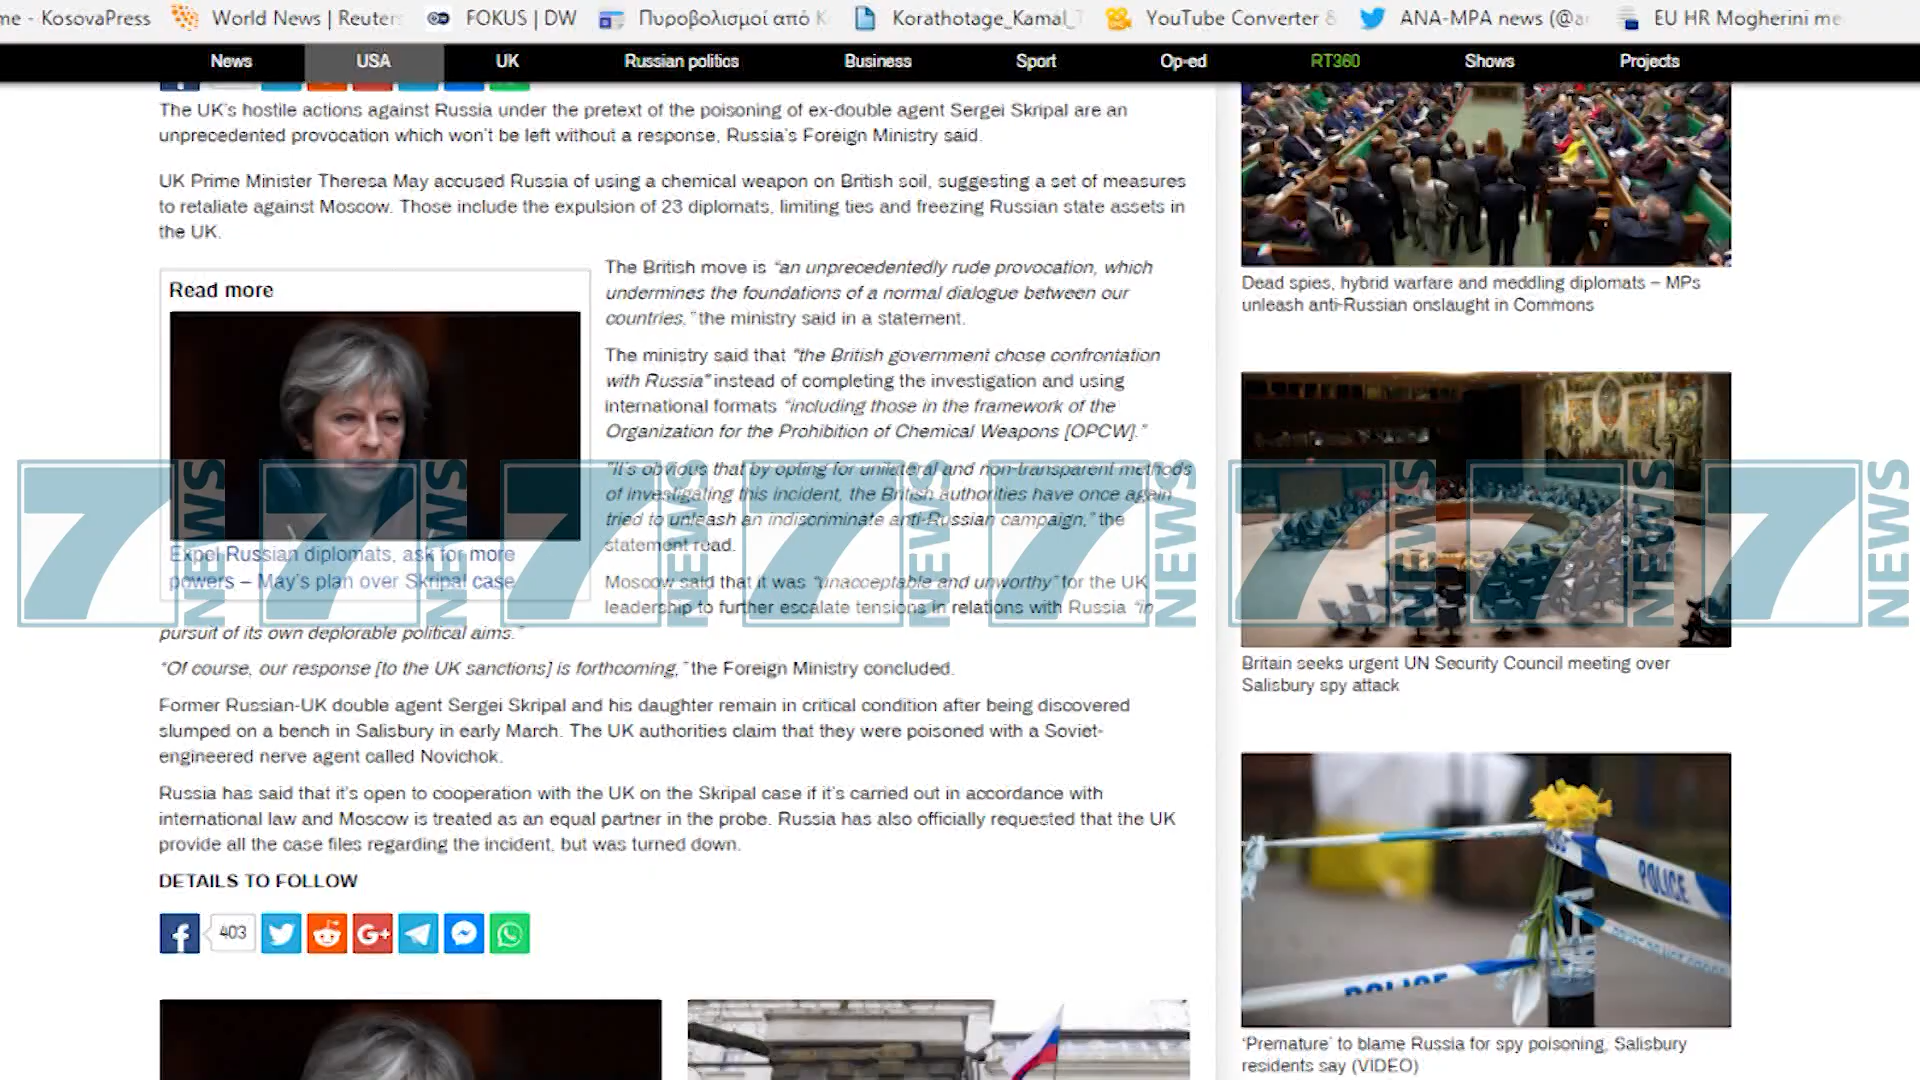 me - KosovaPress
World News | Reuters
FOKUS | DW
Πυροβολισμοί από Κ
Korathotage_Kamal_
YouTube Converter &
ANA-MPA news (@a
EU HR Mogherini me
News
USA
UK
Russian politics
Business
Sport
Op-ed
RT360
Shows
Projects
The UK's hostile actions against Russia under the pretext of the poisoning of ex-double agent Sergei Skripal are an
unprecedented provocation which won't be left without a response, Russia's Foreign Ministry said.
UK Prime Minister Theresa May accused Russia of using a chemical weapon on British soil, suggesting a set of measures
to retaliate against Moscow. Those include the expulsion of 23 diplomats, limiting ties and freezing Russian state assets in
the UK.
Read more
Expel Russian diplomats, ask for more
powers – May's plan over Skripal case
The British move is “an unprecedentedly rude provocation, which
undermines the foundations of a normal dialogue between our
countries,” the ministry said in a statement.
The ministry said that “the British government chose confrontation
with Russia” instead of completing the investigation and using
international formats “including those in the framework of the
Organization for the Prohibition of Chemical Weapons [OPCW].”
“It's obvious that by opting for unilateral and non-transparent methods
of investigating this incident, the British authorities have once again
tried to unleash an indiscriminate anti-Russian campaign,” the
statement read.
Moscow said that it was “unacceptable and unworthy” for the UK
leadership to further escalate tensions in relations with Russia “in
pursuit of its own deplorable political aims.”
“Of course, our response [to the UK sanctions] is forthcoming,” the Foreign Ministry concluded.
Former Russian-UK double agent Sergei Skripal and his daughter remain in critical condition after being discovered
slumped on a bench in Salisbury in early March. The UK authorities claim that they were poisoned with a Soviet-
engineered nerve agent called Novichok.
Russia has said that it's open to cooperation with the UK on the Skripal case if it's carried out in accordance with
international law and Moscow is treated as an equal partner in the probe. Russia has also officially requested that the UK
provide all the case files regarding the incident, but was turned down.
DETAILS TO FOLLOW
403
Dead spies, hybrid warfare and meddling diplomats – MPs
unleash anti-Russian onslaught in Commons
Britain seeks urgent UN Security Council meeting over
Salisbury spy attack
POLICE
POLICE
‘Premature’ to blame Russia for spy poisoning, Salisbury
residents say (VIDEO)
7 NEWS
7 NEWS
7 NEWS
7 NEWS
7 NEWS
7 NEWS
7 NEWS
7 NEWS